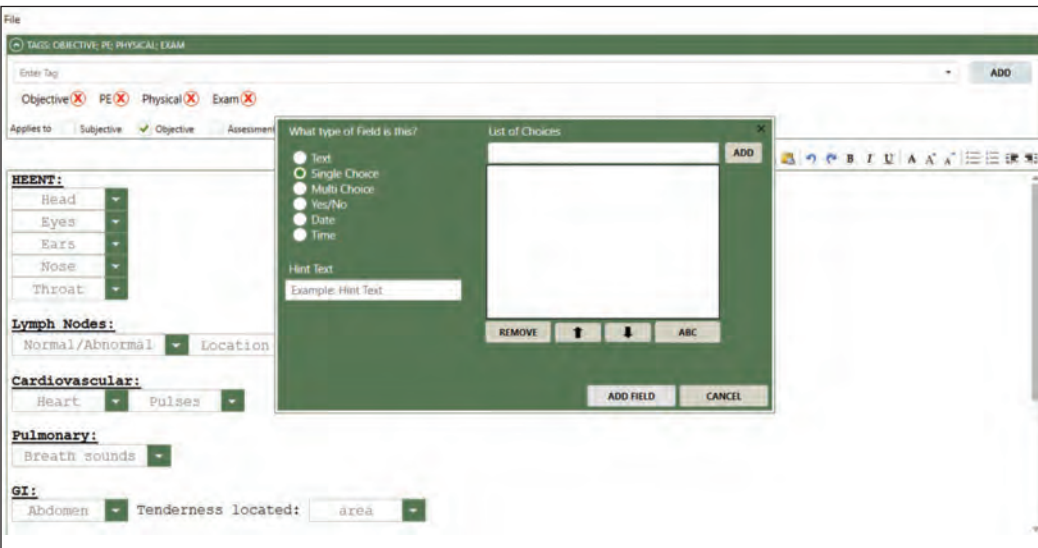 File
TAGS: OBJECTIVE; PE; PHYSICAL; EXAM
Enter Tag ADD
Objective X PE X Physical X Exam X
Applies to Subjective Objective Assessment
What type of Field is this? List of Choices
ADD
Text
Single Choice
Multi Choice
Yes/No
Date
Time
Hint Text
Example: Hint Text
REMOVE ABC
ADD FIELD CANCEL
B I U A A A
HEENT:
Head
Eyes
Ears
Nose
Throat
Lymph Nodes:
Normal/Abnormal Location
Cardiovascular:
Heart Pulses
Pulmonary:
Breath sounds
GI:
Abdomen Tenderness located: area